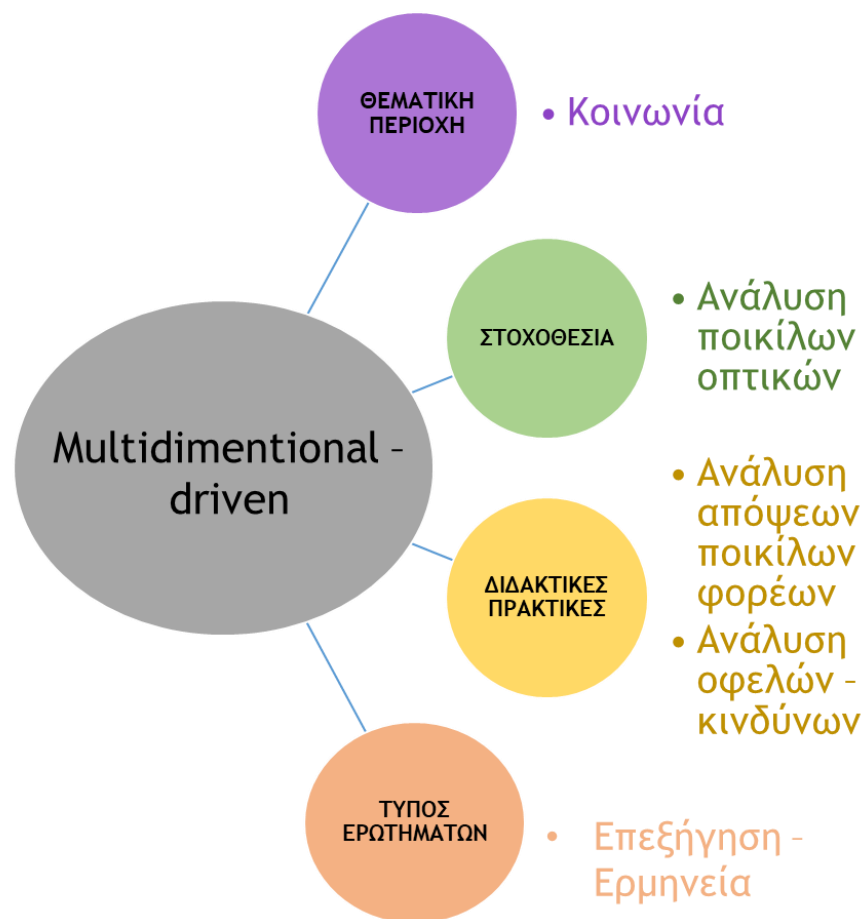 ΘΕΜΑΤΙΚΗ
ΠΕΡΙΟΧΗ
• Κοινωνία
ΣΤΟΧΟΘΕΣΙΑ
• Ανάλυση
ποικίλων
οπτικών
Multidimentional –
driven
ΔΙΔΑΚΤΙΚΕΣ
ΠΡΑΚΤΙΚΕΣ
• Ανάλυση
απόψεων
ποικίλων
φορέων
• Ανάλυση
οφελών –
κινδύνων
ΤΥΠΟΣ
ΕΡΩΤΗΜΑΤΩΝ
• Επεξήγηση –
Ερμηνεία